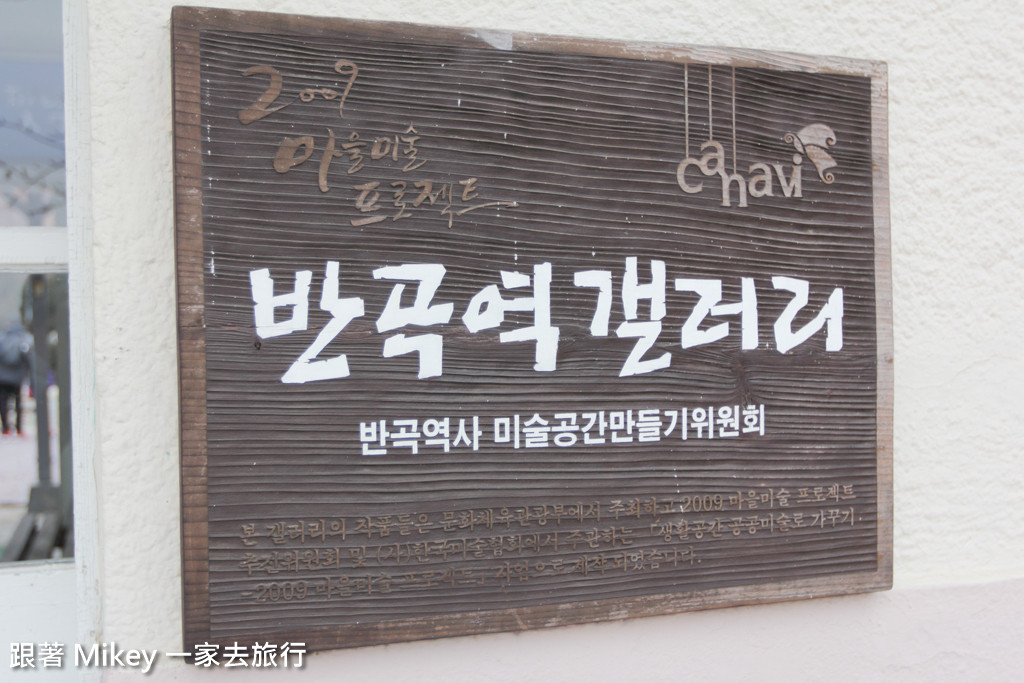 2009
마을미술
프로젝트
canavi
반곡역갤러리
반곡역사 미술공간만들기위원회
본 갤러리의 작품들은 문화체육관광부에서 주최하고 2009 마을미술 프로젝트
추진위원회 및 (사)한국미술협회에서 주관하는 "생활공간공공미술로 가꾸기
-2009 마을미술 프로젝트」 사업으로 제작 되였습니다.
跟著 Mikey 一家去旅行